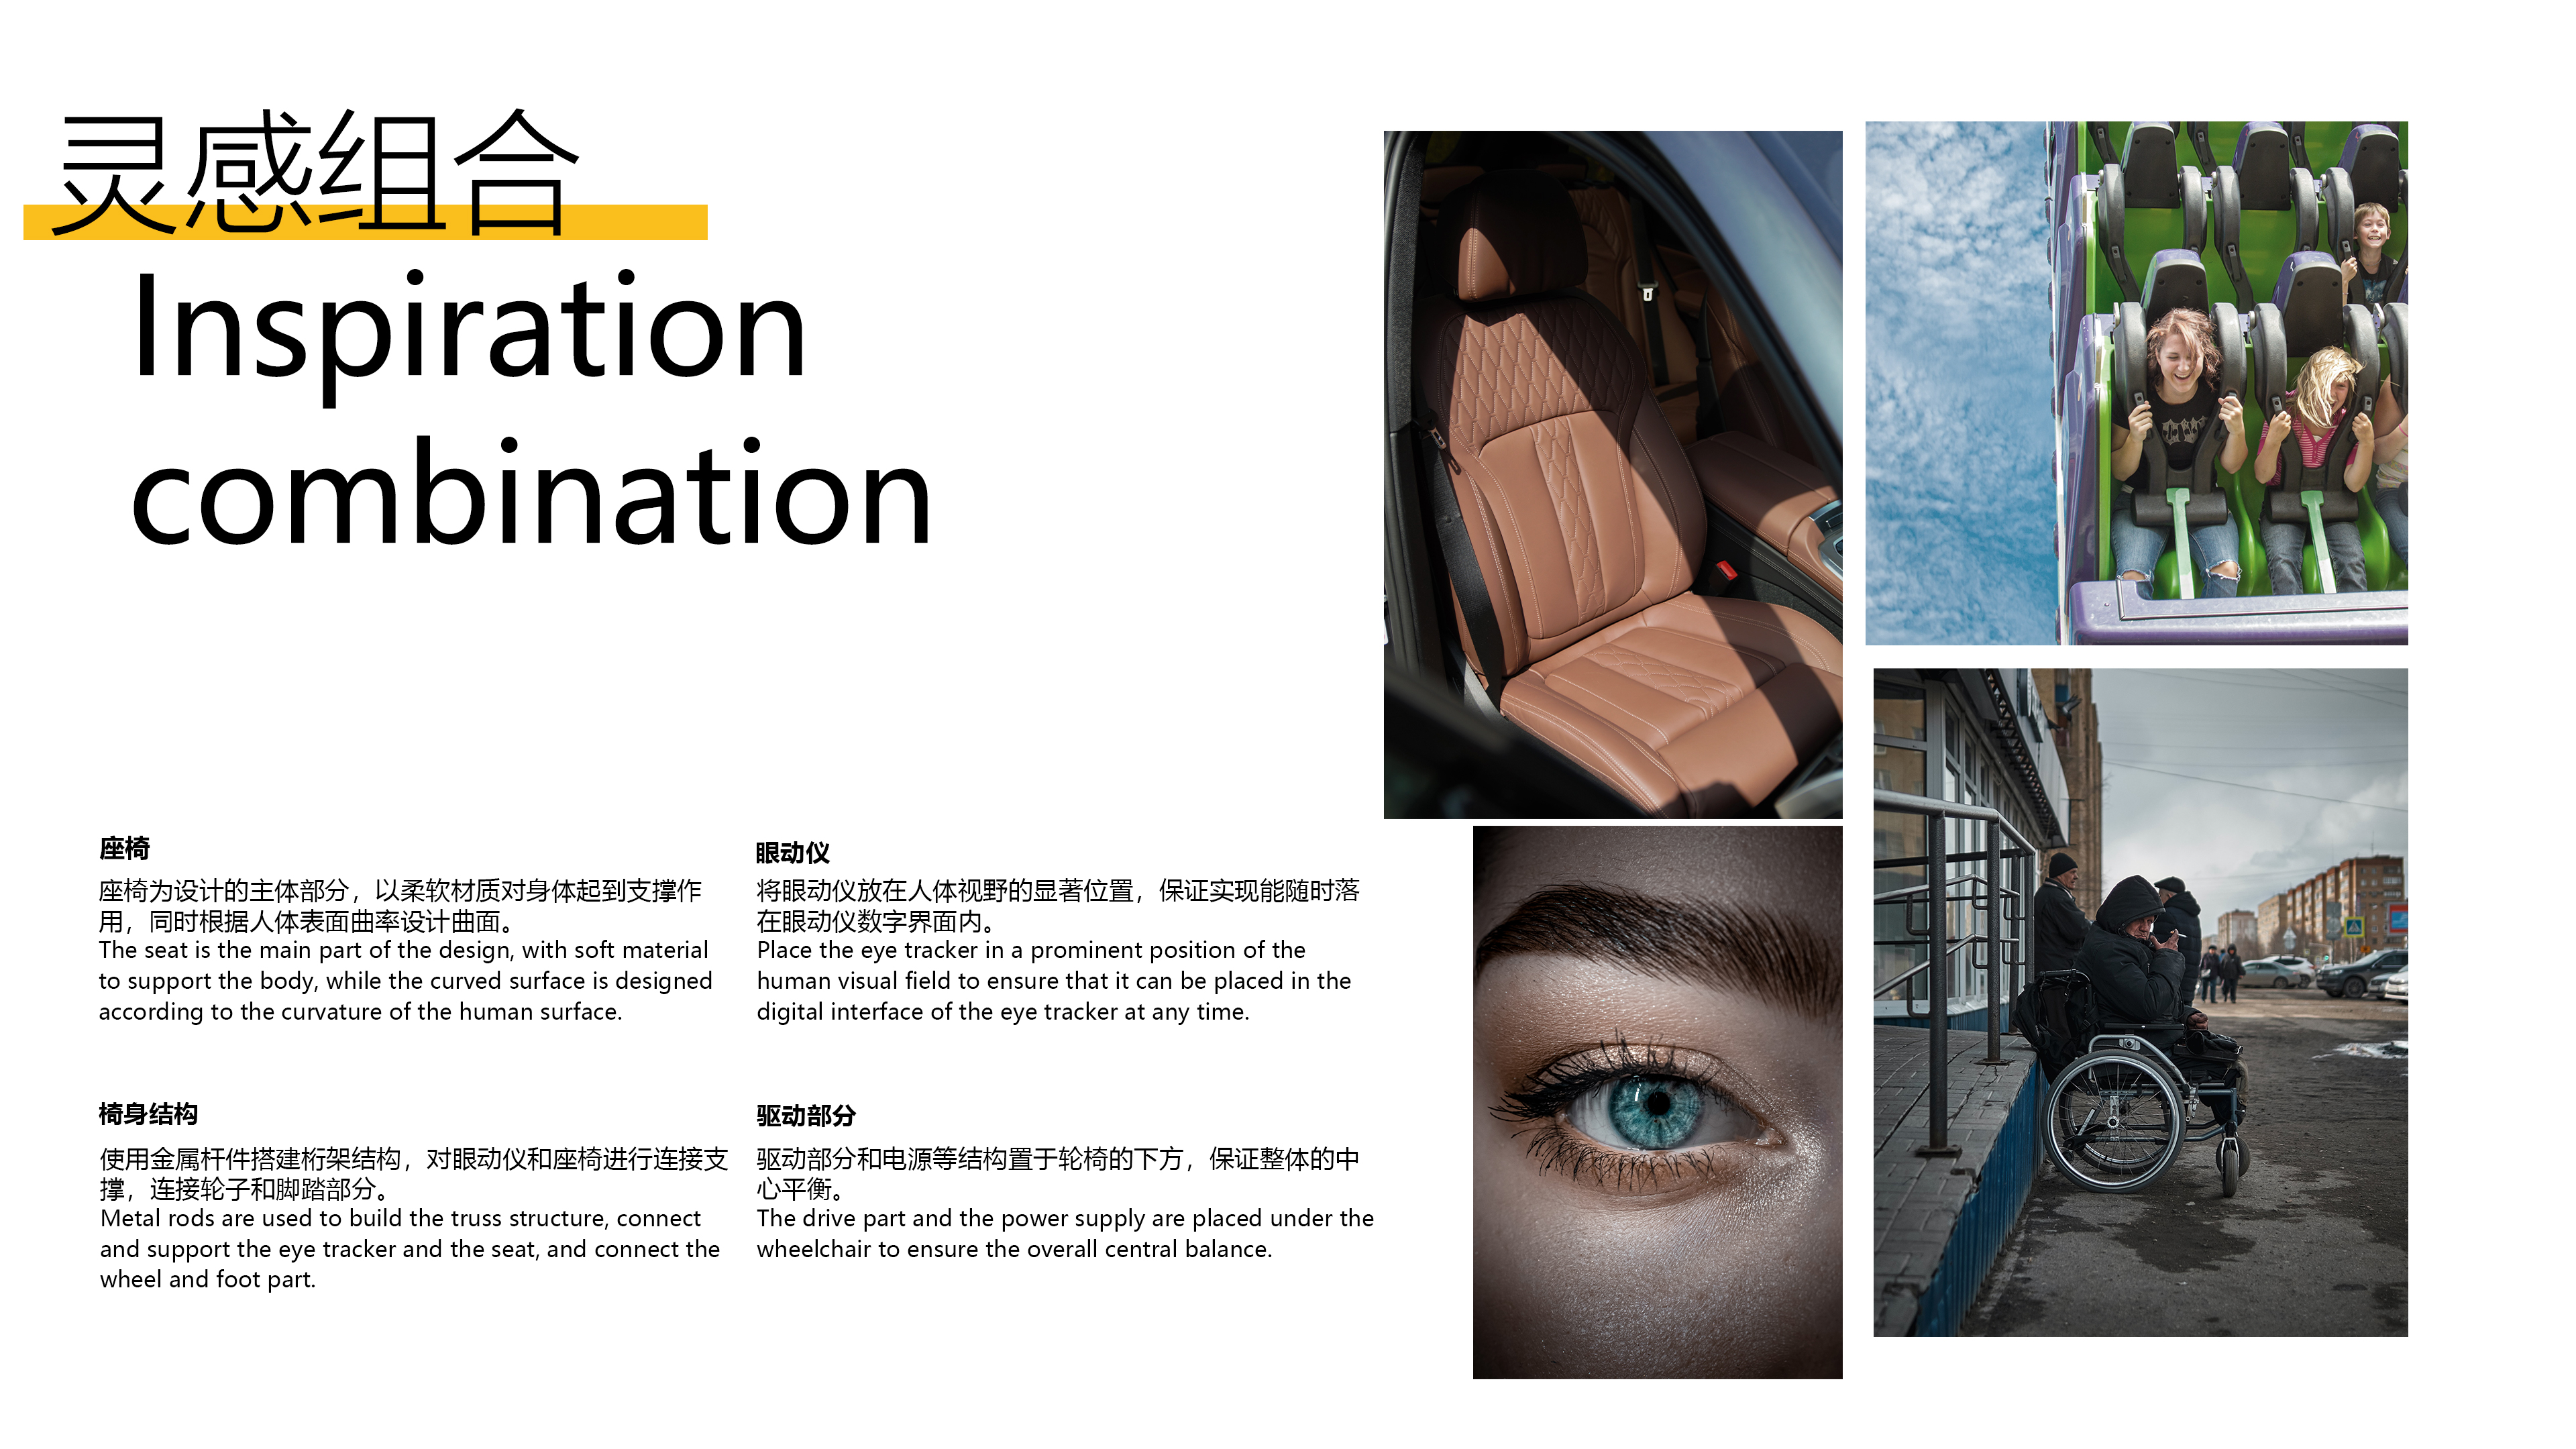 灵感组合
Inspiration
combination
座椅
座椅为设计的主体部分，以柔软材质对身体起到支撑作
用，同时根据人体表面曲率设计曲面。
The seat is the main part of the design, with soft material
to support the body, while the curved surface is designed
according to the curvature of the human surface.
眼动仪
将眼动仪放在人体视野的显著位置，保证实现能随时落
在眼动仪数字界面内。
Place the eye tracker in a prominent position of the
human visual field to ensure that it can be placed in the
digital interface of the eye tracker at any time.
椅身结构
使用金属杆件搭建桁架结构，对眼动仪和座椅进行连接支
撑，连接轮子和脚踏部分。
Metal rods are used to build the truss structure, connect
and support the eye tracker and the seat, and connect the
wheel and foot part.
驱动部分
驱动部分和电源等结构置于轮椅的下方，保证整体的中
心平衡。
The drive part and the power supply are placed under the
wheelchair to ensure the overall central balance.